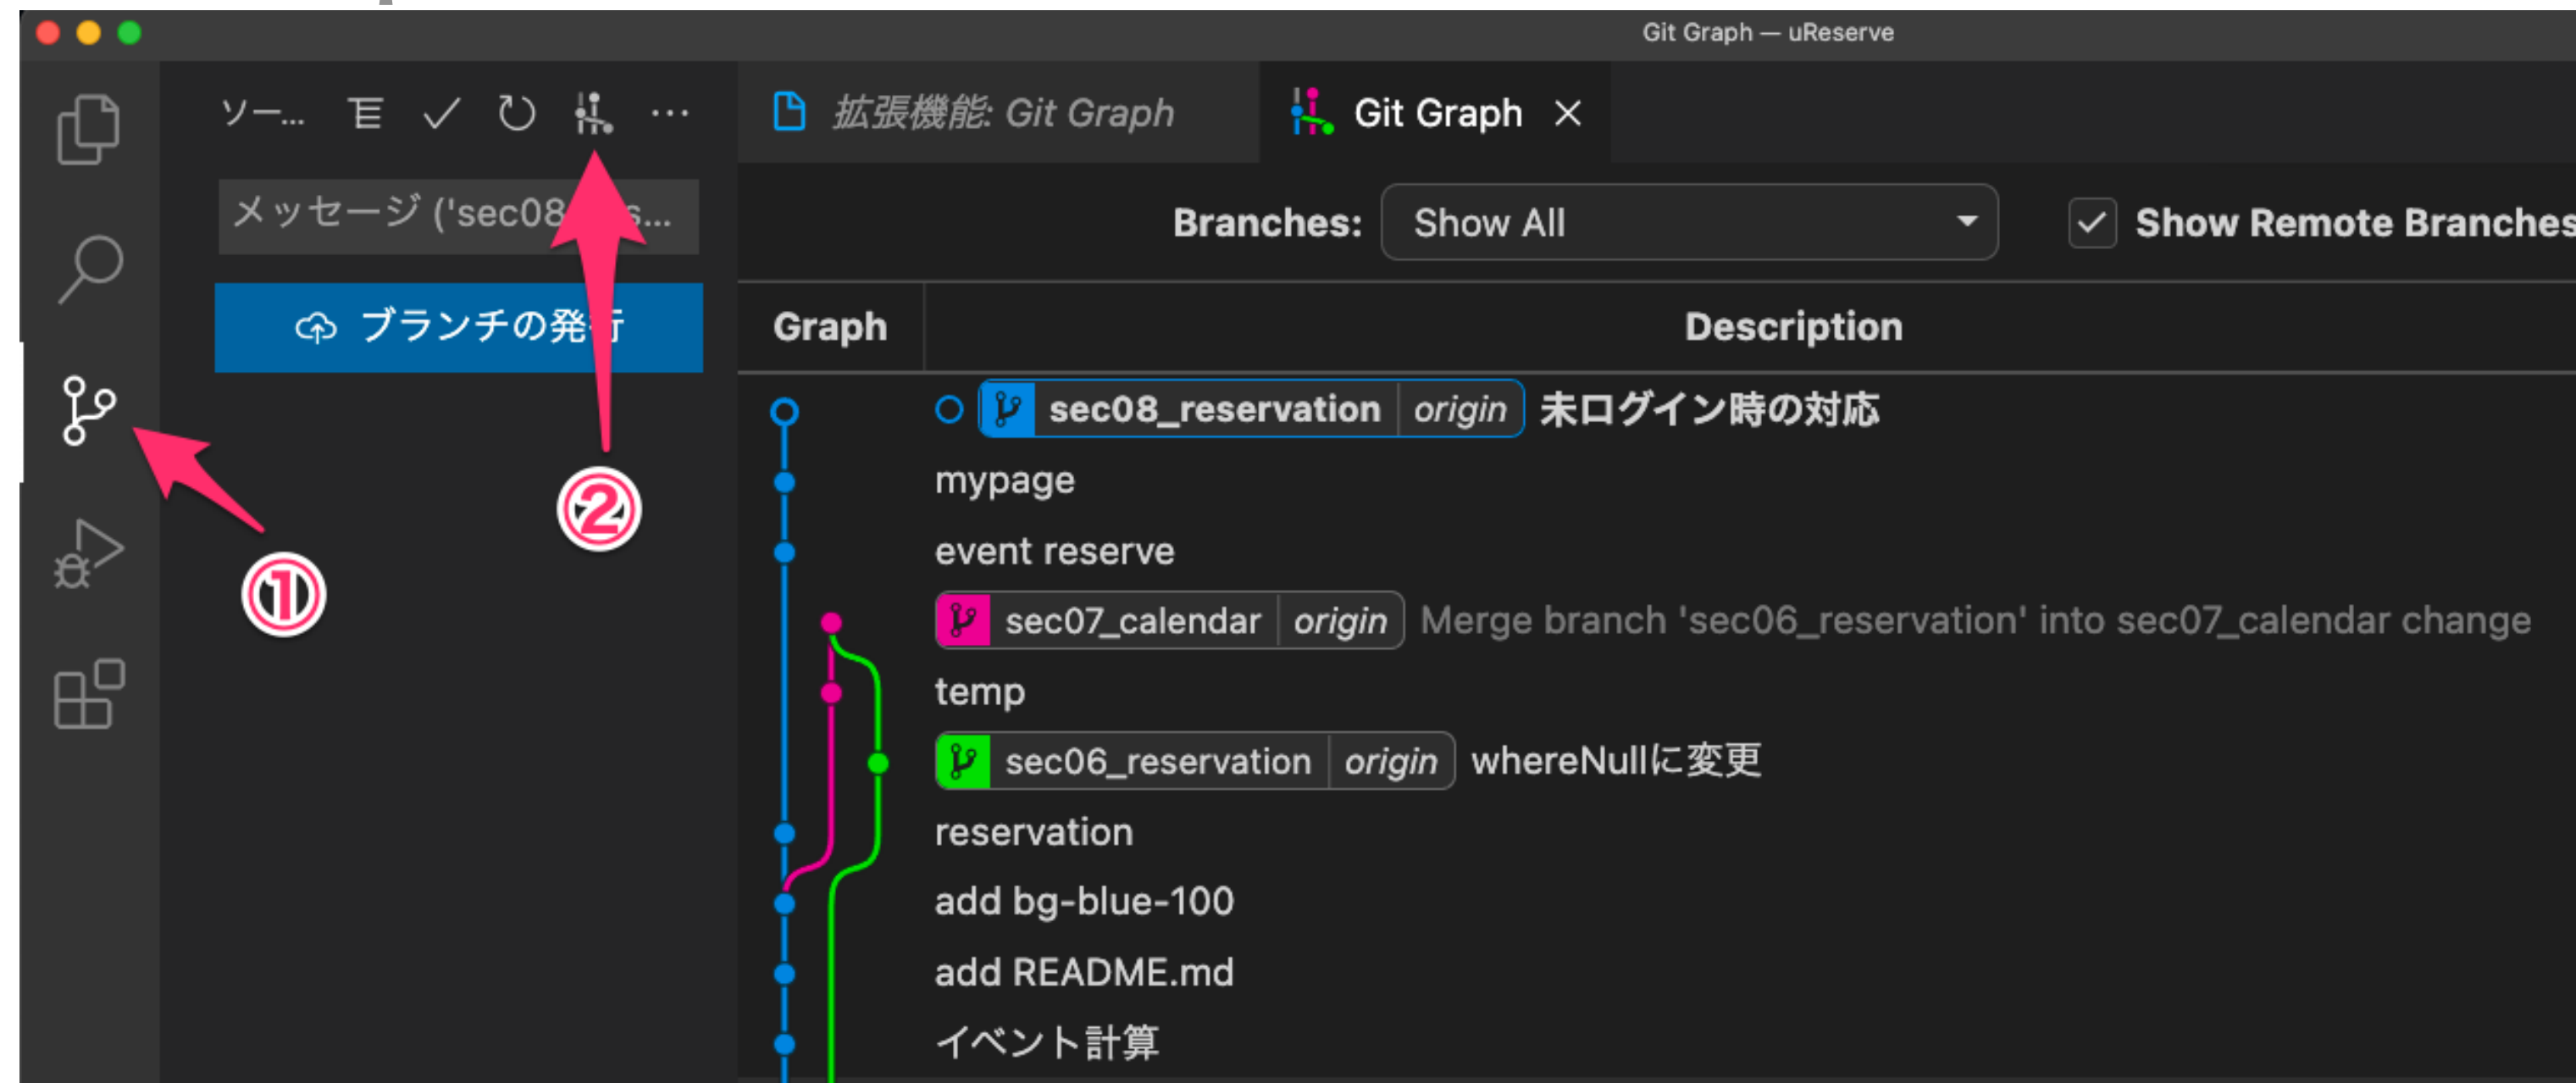 Git Graph — uReserve
ソー...
拡張機能: Git Graph
Git Graph
メッセージ ('sec08 s...
Branches:
Show All
Show Remote Branches
ブランチの発行
Graph
Description
sec08_reservation origin 未ログイン時の対応
mypage
event reserve
sec07_calendar origin Merge branch 'sec06_reservation' into sec07_calendar change
temp
sec06_reservation origin whereNullに変更
reservation
add bg-blue-100
add README.md
イベント計算
①
②